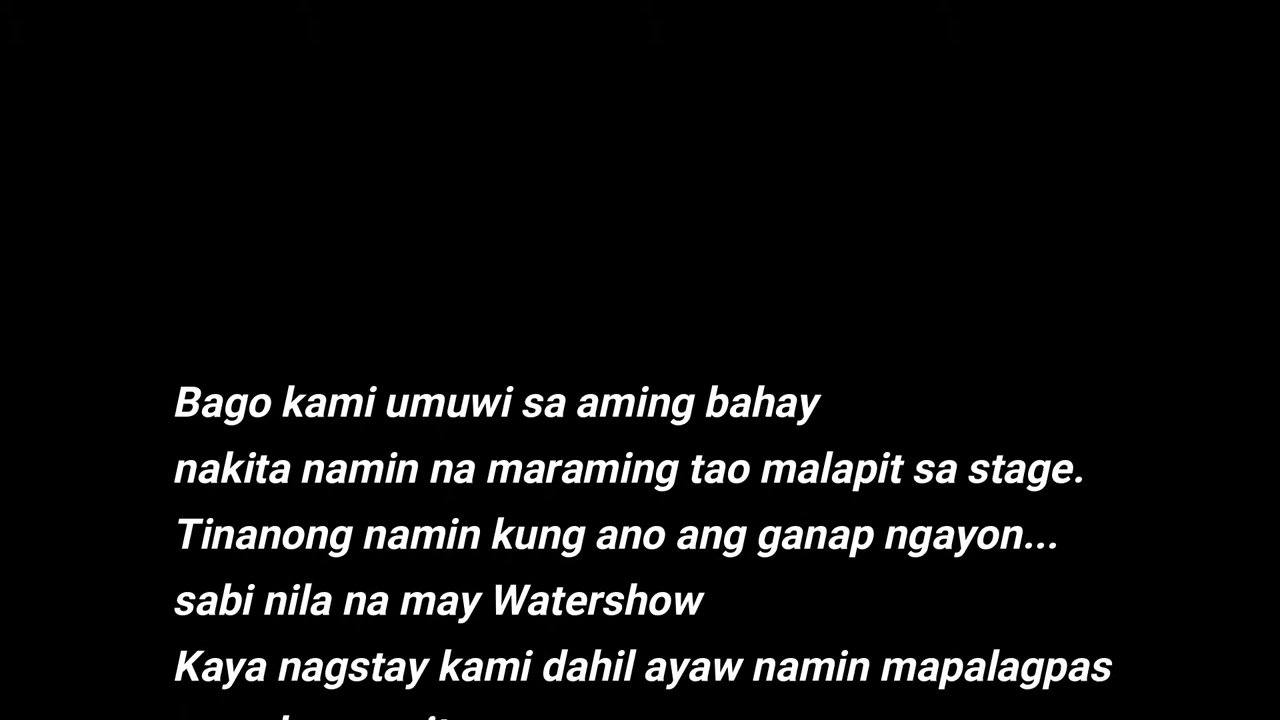 Bago kami umuwi sa aming bahay
nakita namin na maraming tao malapit sa stage.
Tinanong namin kung ano ang ganap ngayon...
sabi nila na may Watershow
Kaya nagstay kami dahil ayaw namin mapalagpas